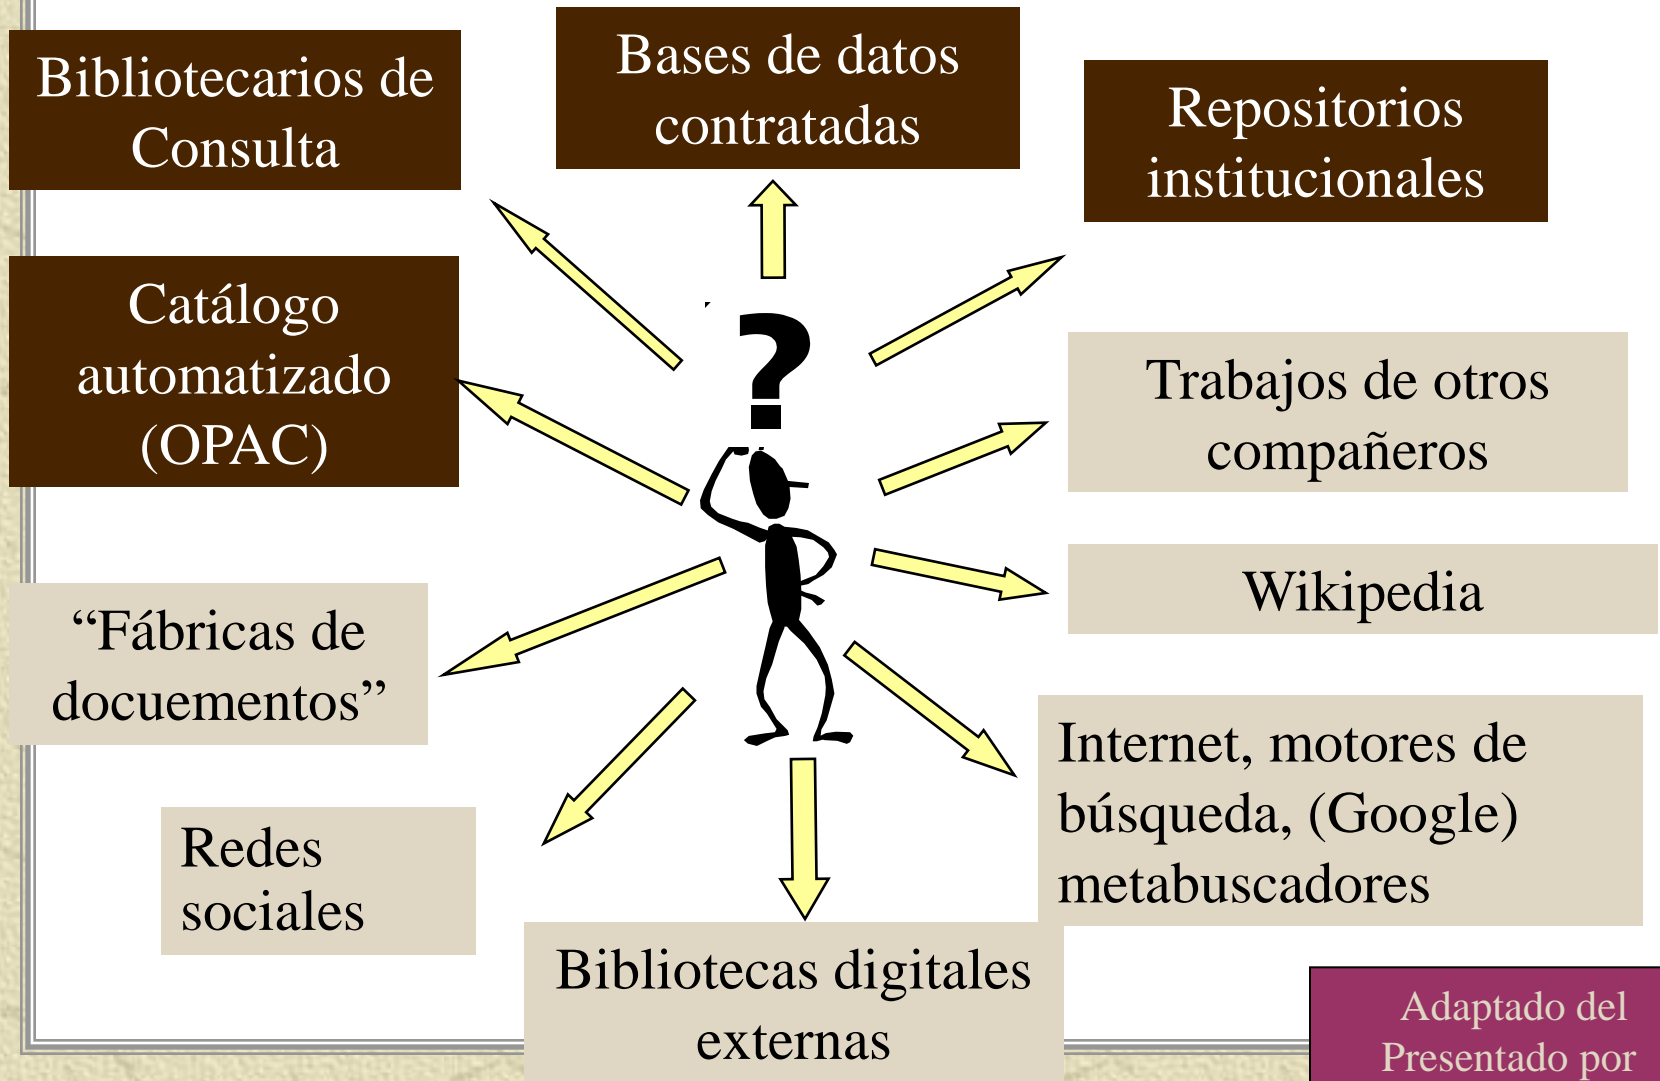 Bibliotecarios de
Consulta
Bases de datos
contratadas
Repositorios
institucionales
Catálogo
automatizado
(OPAC)
?
Trabajos de otros
compañeros
Wikipedia
“Fábricas de
docuementos”
Internet, motores de
búsqueda, (Google)
metabuscadores
Redes
sociales
Bibliotecas digitales
externas
Adaptado del
Presentado por